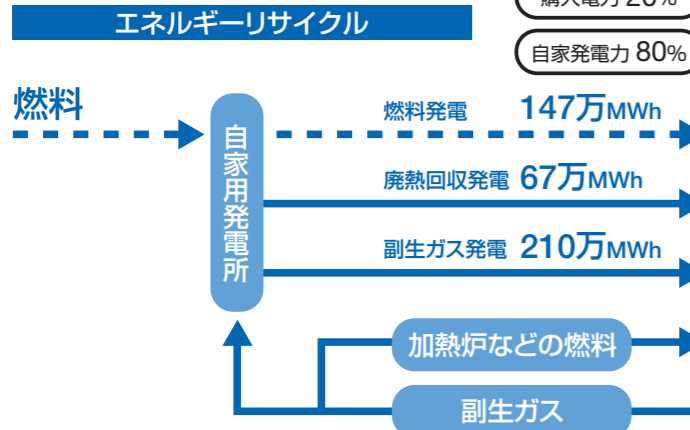 エネルギーリサイクル
購入電力 20%
自家発電力 80%
燃料
自家用発電所
燃料発電 147万MWh
廃熱回収発電 67万MWh
副生ガス発電 210万MWh
加熱炉などの燃料
副生ガス